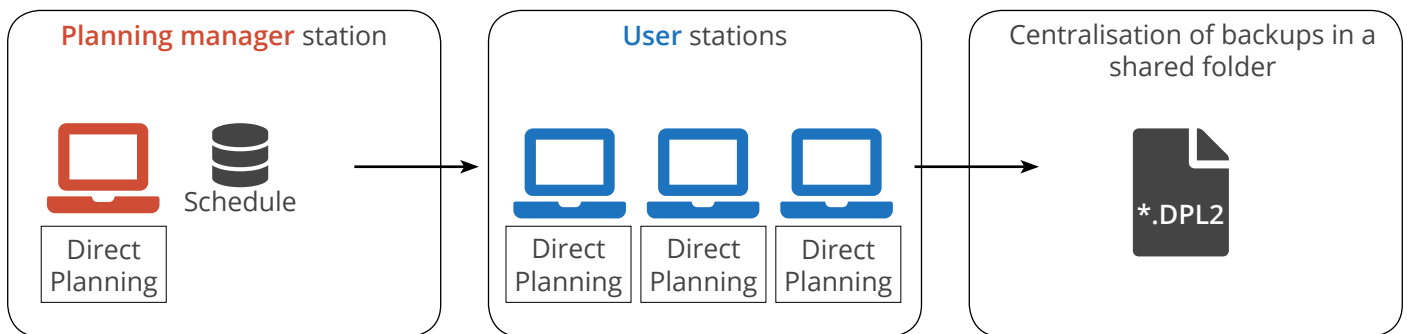 Planning manager station
Schedule
Direct
Planning
User stations
Direct
Planning
Direct
Planning
Direct
Planning
Centralisation of backups in a
shared folder
*.DPL2